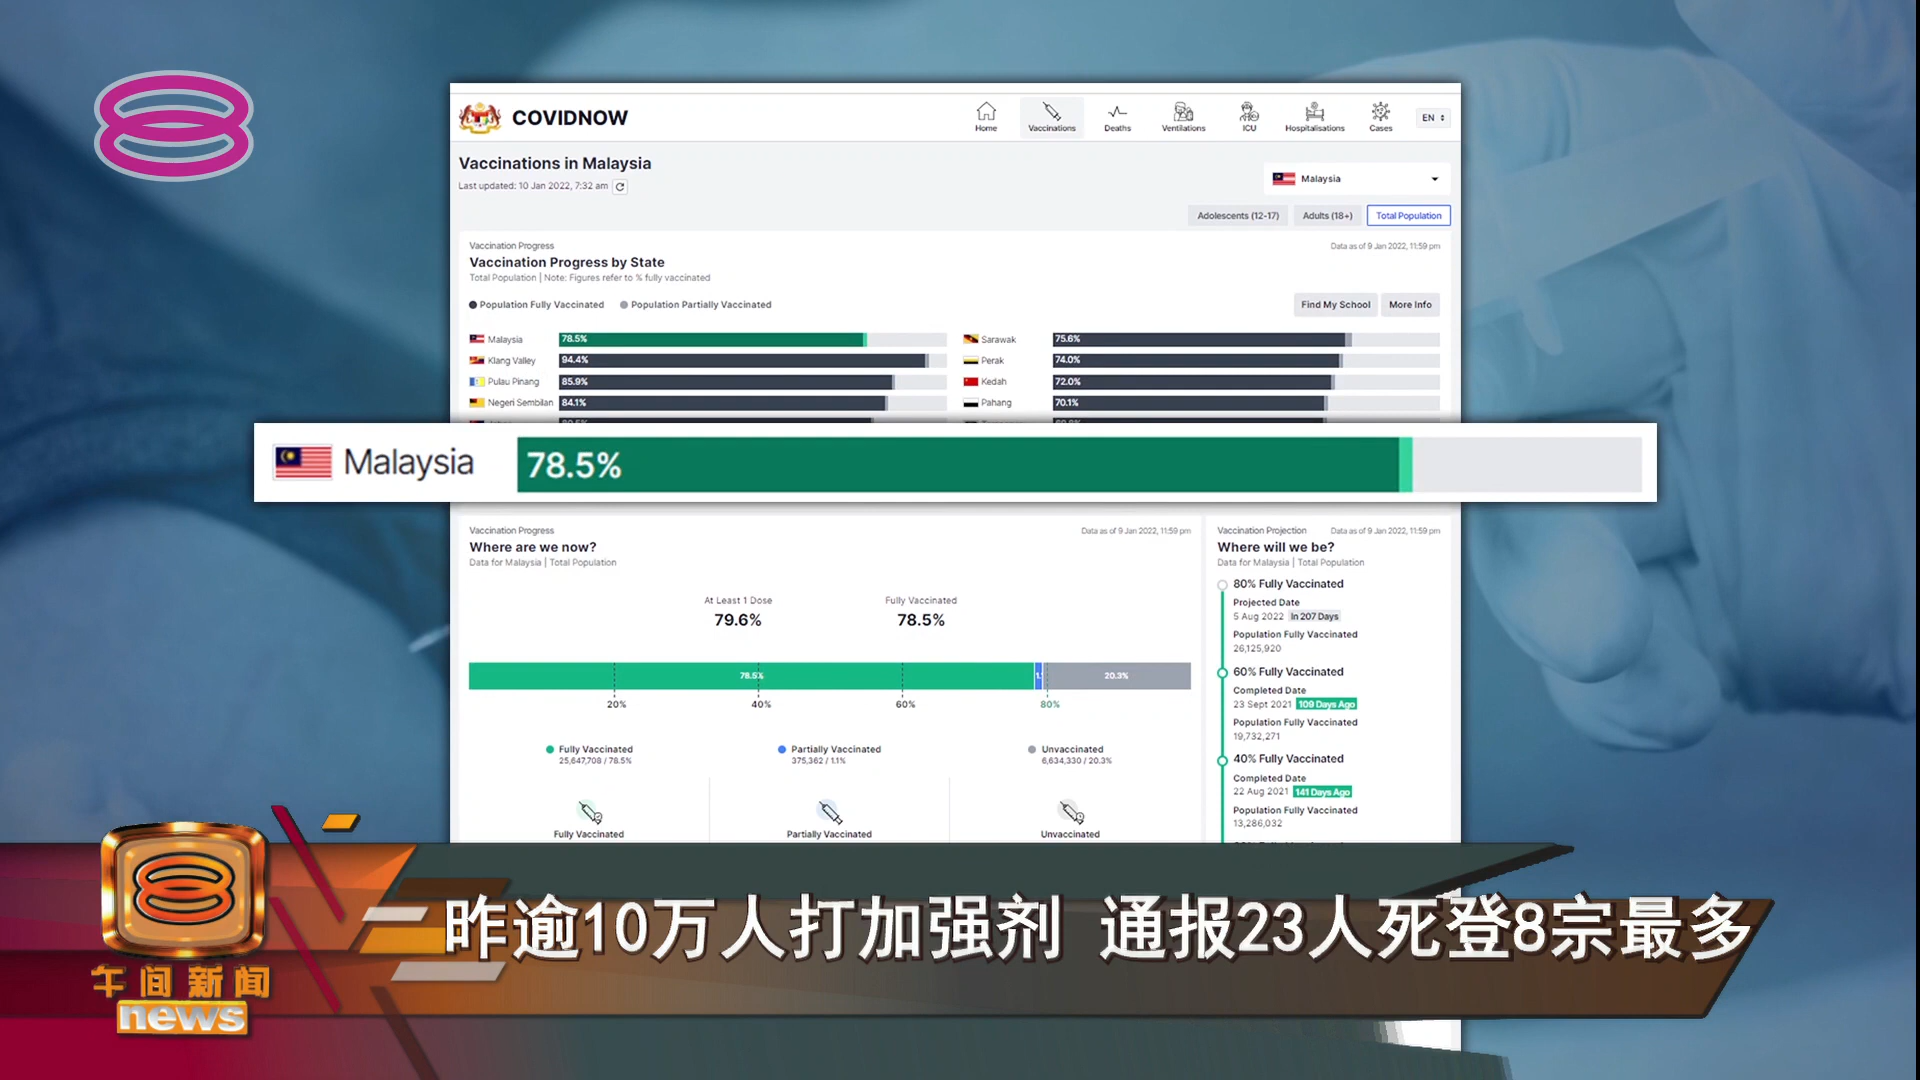 COVIDNOW
Home
Vaccinations
Deaths
Ventilations
ICU
Hospitalisations
Cases
EN
Vaccinations in Malaysia
Last updated: 10 Jan 2022, 7:32 am
Malaysia
Adolescents (12-17)
Adults (18+)
Total Population
Vaccination Progress
Data as of 9 Jan 2022, 11:59 pm
Vaccination Progress by State
Total Population | Note: Figures refer to % fully vaccinated
Population Fully Vaccinated
Population Partially Vaccinated
Find My School
More Info
Malaysia 78.5%
Sarawak 75.6%
Klang Valley 94.4%
Perak 74.0%
Pulau Pinang 85.9%
Kedah 72.0%
Negeri Sembilan 84.1%
Pahang 70.1%
Malaysia 78.5%
Vaccination Progress
Data as of 9 Jan 2022, 11:59 pm
Where are we now?
Data for Malaysia | Total Population
At Least 1 Dose
79.6%
Fully Vaccinated
78.5%
78.5%
20.3%
20%
40%
60%
80%
Fully Vaccinated
25,647,708 / 78.5%
Partially Vaccinated
375,362 / 1.1%
Unvaccinated
6,634,330 / 20.3%
Fully Vaccinated
Partially Vaccinated
Unvaccinated
Vaccination Projection
Data as of 9 Jan 2022, 11:59 pm
Where will we be?
Data for Malaysia | Total Population
80% Fully Vaccinated
Projected Date
5 Aug 2022 In 207 Days
Population Fully Vaccinated
26,125,920
60% Fully Vaccinated
Completed Date
23 Sept 2021 109 Days Ago
Population Fully Vaccinated
19,732,271
40% Fully Vaccinated
Completed Date
22 Aug 2021 141 Days Ago
Population Fully Vaccinated
13,286,032
昨逾10万人打加强剂 通报23人死登8宗最多
午间新闻
news